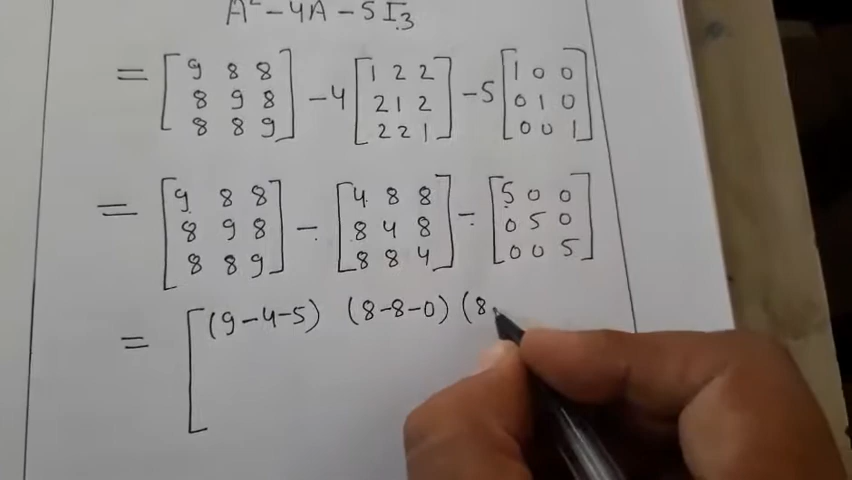 A² - 4A - 5I₃
= [9 8 8 8 9 8 8 8 9] - 4 [1 2 2 2 1 2 2 2 1] - 5 [1 0 0 0 1 0 0 0 1]
= [9 8 8 8 9 8 8 8 9] - [4 8 8 8 4 8 8 8 4] - [5 0 0 0 5 0 0 0 5]
= [(9-4-5) (8-8-0) (8